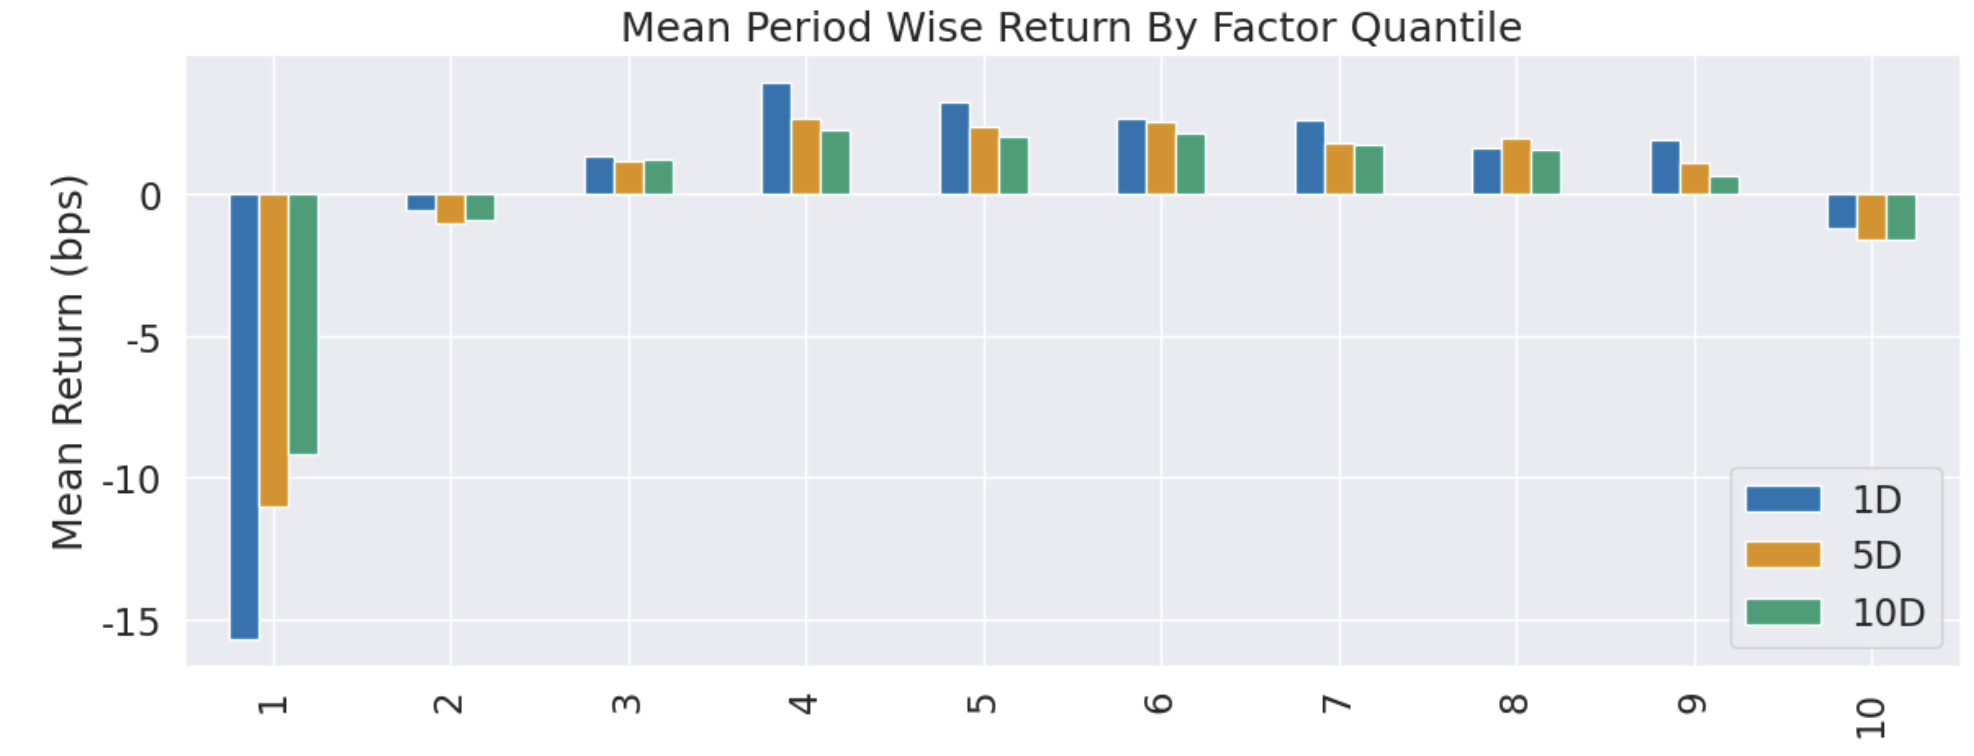 Mean Period Wise Return By Factor Quantile
Mean Return (bps)
0
-5
-10
-15
1D
5D
10D
1 2 3 4 5 6 7 8 9 10